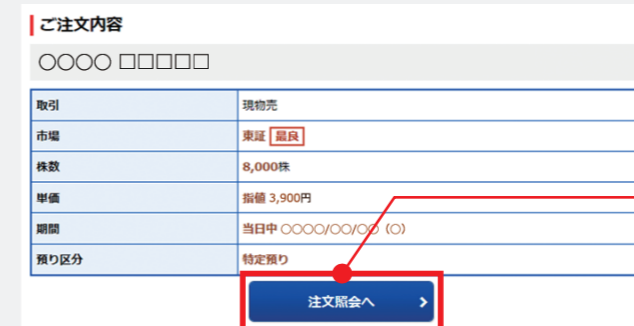 ご注文内容
○○○○ □□□□□
取引 現物売
市場 東証 最良
株数 8,000株
単価 指値 3,900円
期間 当日中 ○○○○/○○/○○ (○)
預り区分 特定預り
注文照会へ